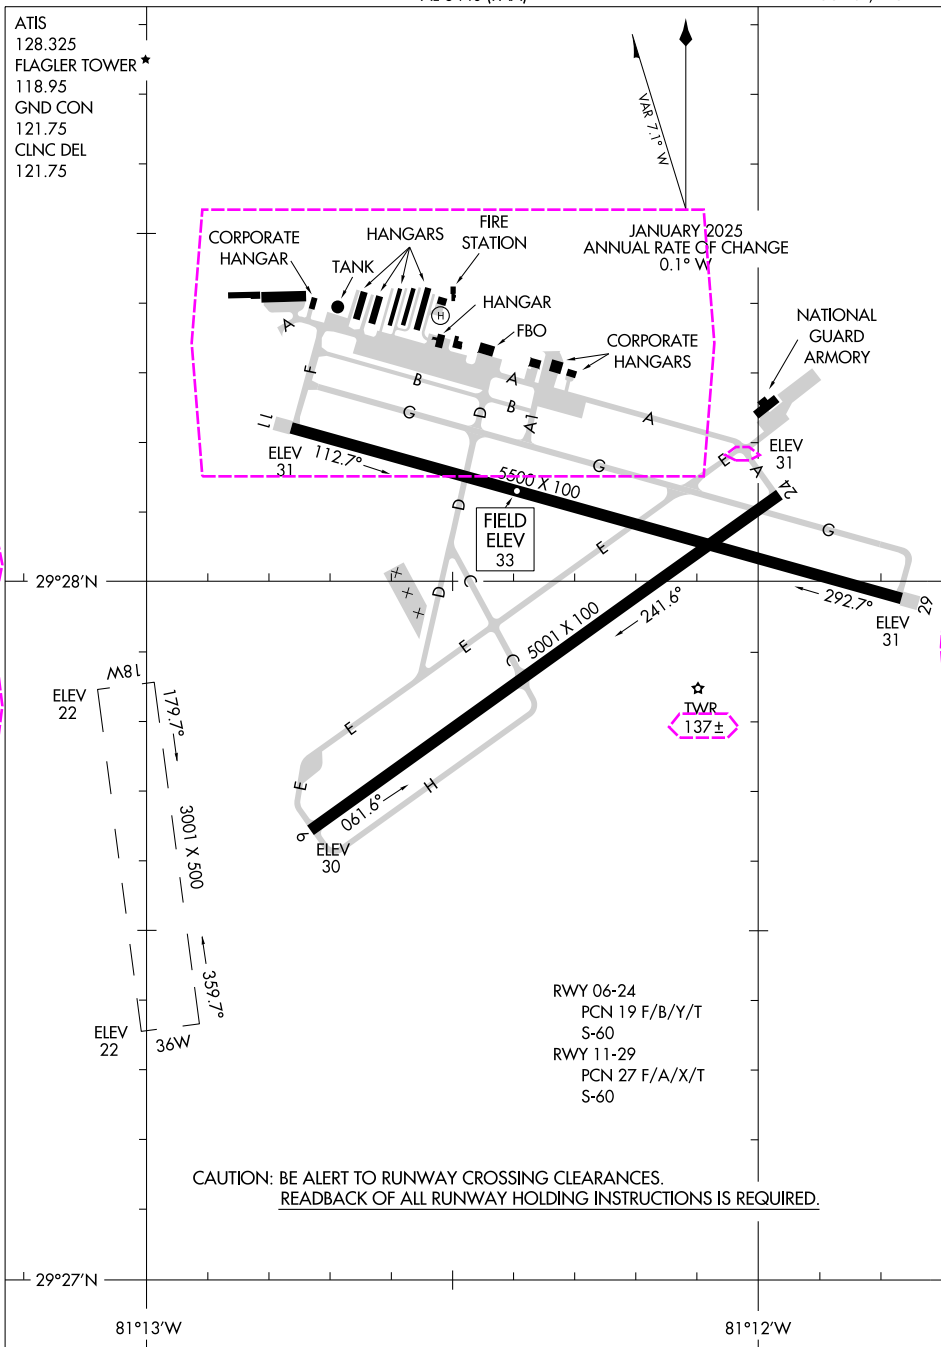 ATIS
128.325
FLAGLER TOWER
118.95
GND CON
121.75
CLNC DEL
121.75
VAR 7.1° W
JANUARY 2025
ANNUAL RATE OF CHANGE
0.1° W
CORPORATE
HANGAR
TANK
HANGARS
FIRE
STATION
H
HANGAR
FBO
CORPORATE
HANGARS
NATIONAL
GUARD
ARMORY
A
F
B
A
B
G
D
A1
A
11
ELEV
31
112.7°
5500 X 100
G
E
A
ELEV
31
24
D
FIELD
ELEV
33
E
G
29°28'N
D
C
E
C
5001 X 100
241.6°
292.7°
29
ELEV
31
18W
ELEV
22
179.7°
3001 X 500
359.7°
ELEV
22
36W
E
E
H
061.6°
6
ELEV
30
TWR
137±
RWY 06-24
PCN 19 F/B/Y/T
S-60
RWY 11-29
PCN 27 F/A/X/T
S-60
CAUTION: BE ALERT TO RUNWAY CROSSING CLEARANCES.
READBACK OF ALL RUNWAY HOLDING INSTRUCTIONS IS REQUIRED.
29°27'N
81°13'W
81°12'W